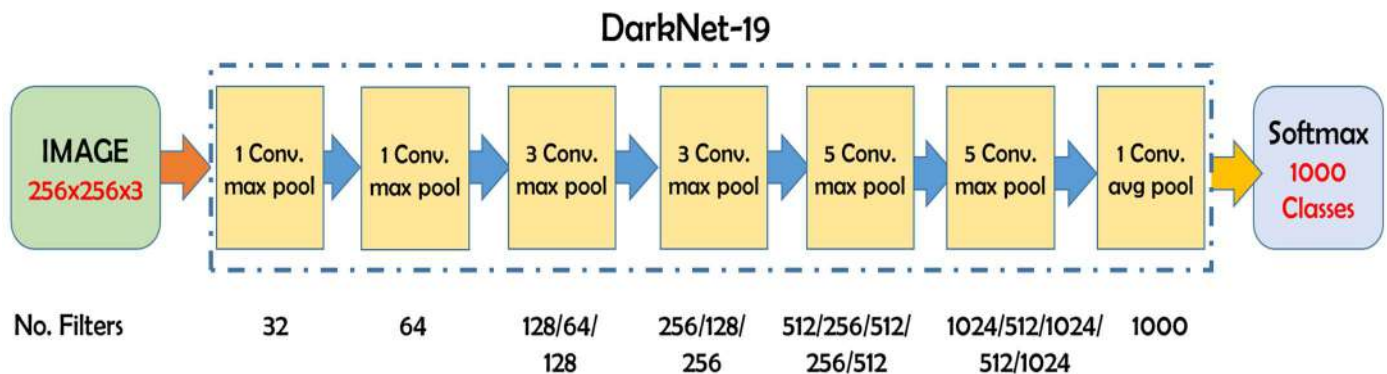 DarkNet-19
IMAGE
256x256x3
1 Conv.
max pool
1 Conv.
max pool
3 Conv.
max pool
3 Conv.
max pool
5 Conv.
max pool
5 Conv.
max pool
1 Conv.
avg pool
Softmax
1000
Classes
No. Filters
32
64
128/64/
128
256/128/
256
512/256/512/
256/512
1024/512/1024/
512/1024
1000